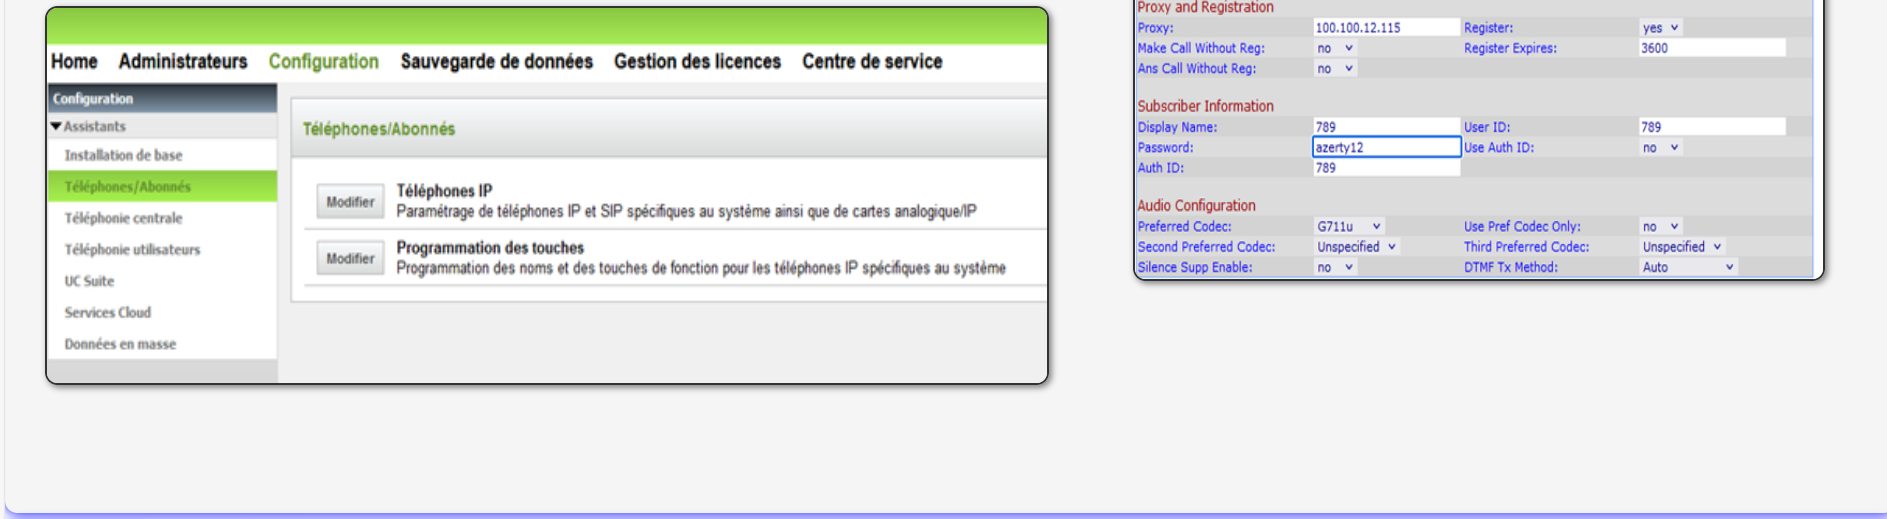 Home Administrateurs Configuration Sauvegarde de données Gestion des licences Centre de service
Configuration
Assistants
Installation de base
Téléphones/Abonnés
Téléphonie centrale
Téléphonie utilisateurs
UC Suite
Services Cloud
Données en masse
Téléphones/Abonnés
Modifier
Téléphones IP
Paramétrage de téléphones IP et SIP spécifiques au système ainsi que de cartes analogique/IP
Modifier
Programmation des touches
Programmation des noms et des touches de fonction pour les téléphones IP spécifiques au système
Proxy and Registration
Proxy: 100.100.12.115 Register: yes
Make Call Without Reg: no Register Expires: 3600
Ans Call Without Reg: no
Subscriber Information
Display Name: 789 User ID: 789
Password: azerty12 Use Auth ID: no
Auth ID: 789
Audio Configuration
Preferred Codec: G711u Use Pref Codec Only: no
Second Preferred Codec: Unspecified Third Preferred Codec: Unspecified
Silence Supp Enable: no DTMF Tx Method: Auto